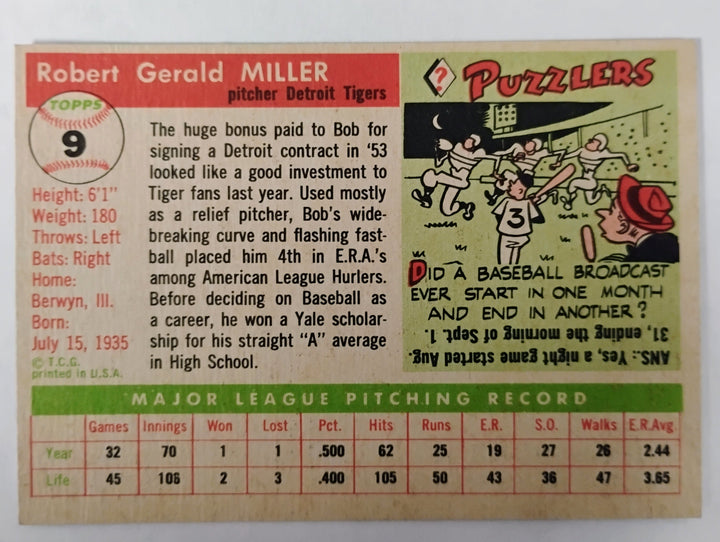 Robert Gerald MILLER
pitcher Detroit Tigers
TOPPS
9
Height: 6'1"
Weight: 180
Throws: Left
Bats: Right
Home:
Berwyn, Ill.
Born:
July 15, 1935
© T.C.G.
printed in U.S.A.
The huge bonus paid to Bob for
signing a Detroit contract in '53
looked like a good investment to
Tiger fans last year. Used mostly
as a relief pitcher, Bob's wide-
breaking curve and flashing fast-
ball placed him 4th in E.R.A.'s
among American League Hurlers.
Before deciding on Baseball as
a career, he won a Yale scholar-
ship for his straight "A" average
in High School.
?
PUZZLERS
3
DID A BASEBALL BROADCAST
EVER START IN ONE MONTH
AND END IN ANOTHER?
ANS.: Yes, a night game started Aug.
31, ending the morning of Sept. 1.
MAJOR LEAGUE PITCHING RECORD
Games Innings Won Lost Pct. Hits Runs E.R. S.O. Walks E.R.Avg.
Year 32 70 1 1 .500 62 25 19 27 26 2.44
Life 45 106 2 3 .400 105 50 43 36 47 3.65